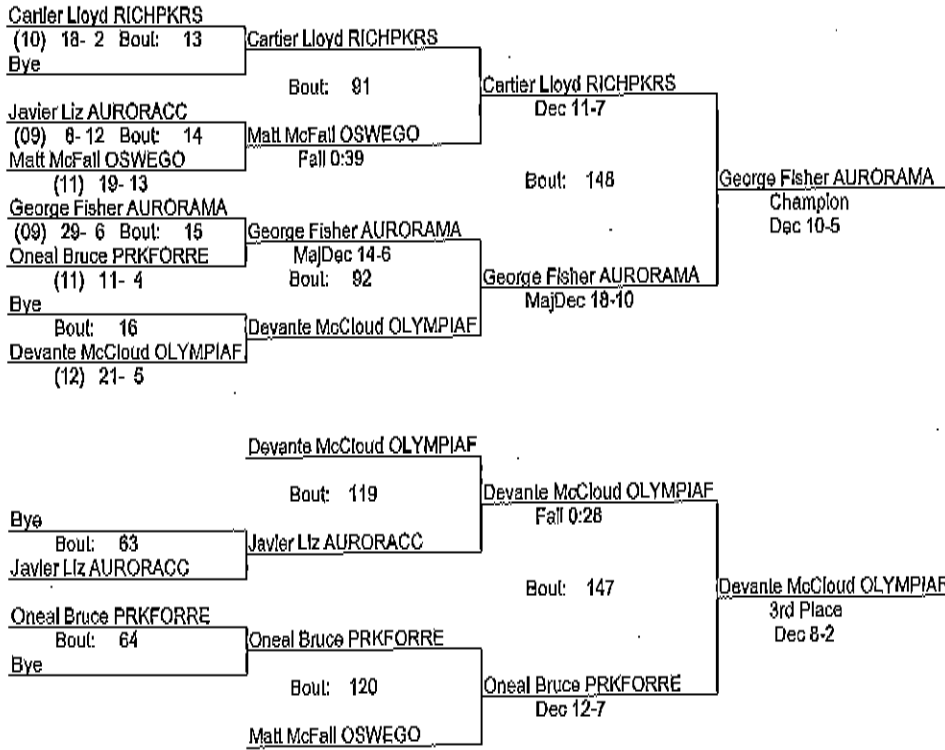 Cartier Lloyd RICHPKRS
(10) 18- 2 Bout: 13
Bye
Cartier Lloyd RICHPKRS
Bout: 91
Javier Liz AURORACC
(09) 6- 12 Bout: 14
Matt McFall OSWEGO
(11) 19- 13
Matt McFall OSWEGO
Fall 0:39
Cartier Lloyd RICHPKRS
Dec 11-7
Bout: 148
George Fisher AURORAMA
(09) 29- 6 Bout: 15
Oneal Bruce PRKFORRE
(11) 11- 4
George Fisher AURORAMA
MajDec 14-6
Bout: 92
Bye
Bout: 16
Devante McCloud OLYMPIAF
(12) 21- 5
Devante McCloud OLYMPIAF
George Fisher AURORAMA
MajDec 18-10
George Fisher AURORAMA
Champion
Dec 10-5
Devante McCloud OLYMPIAF
Bout: 119
Bye
Bout: 63
Javier Liz AURORACC
Javier Liz AURORACC
Devante McCloud OLYMPIAF
Fall 0:28
Bout: 147
Oneal Bruce PRKFORRE
Bout: 64
Bye
Oneal Bruce PRKFORRE
Bout: 120
Matt McFall OSWEGO
Oneal Bruce PRKFORRE
Dec 12-7
Devante McCloud OLYMPIAF
3rd Place
Dec 8-2